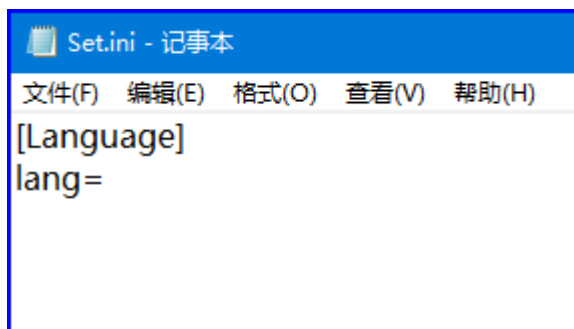 Set.ini - 记事本
文件(F) 编辑(E) 格式(O) 查看(V) 帮助(H)
[Language]
lang=